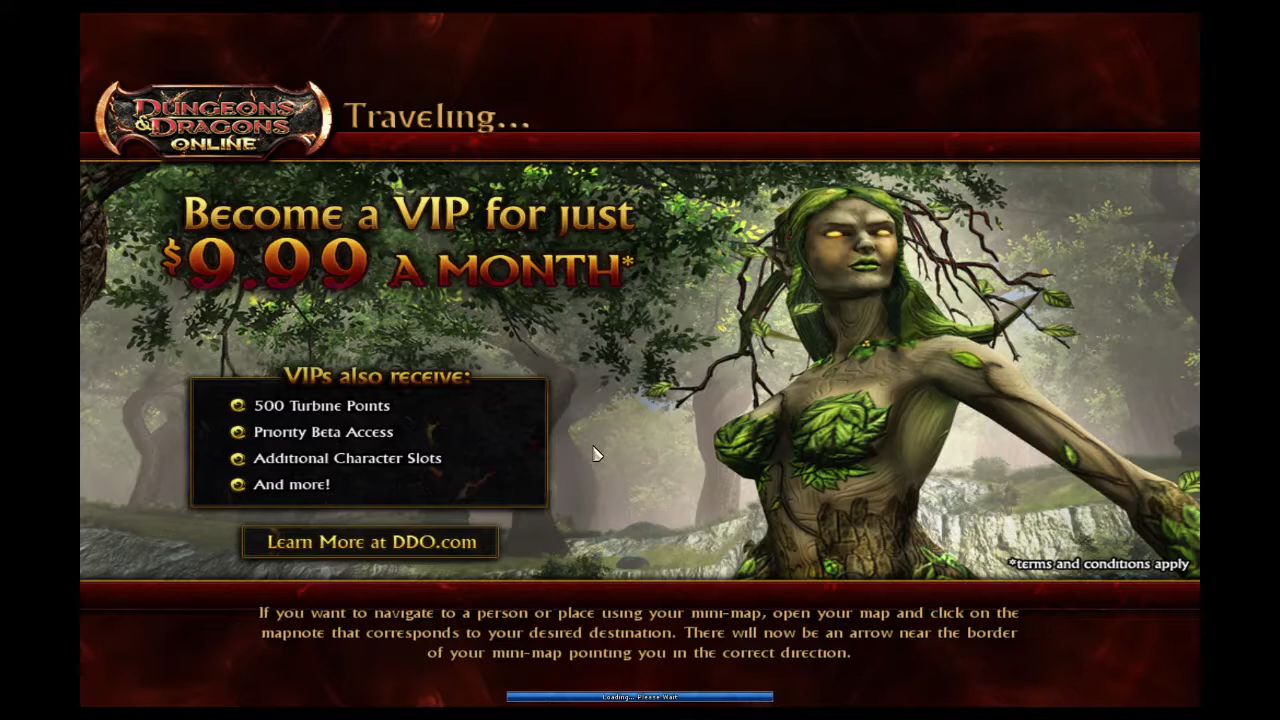 DUNGEONS
& DRAGONS
ONLINE
Traveling...
Become a VIP for just
$9.99 A MONTH*
VIPs also receive:
500 Turbine Points
Priority Beta Access
Additional Character Slots
And more!
Learn More at DDO.com
*terms and conditions apply
If you want to navigate to a person or place using your mini-map, open your map and click on the
mapnote that corresponds to your desired destination. There will now be an arrow near the border
of your mini-map pointing you in the correct direction.
Loading... Please Wait